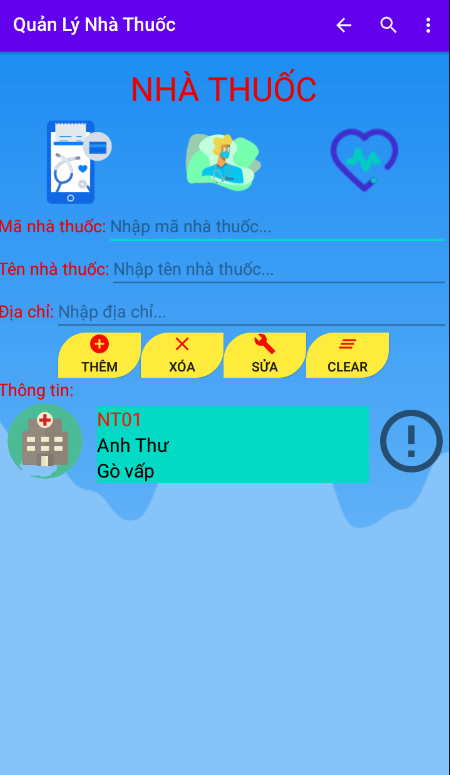 Quản Lý Nhà Thuốc
NHÀ THUỐC
Mã nhà thuốc: Nhập mã nhà thuốc...
Tên nhà thuốc: Nhập tên nhà thuốc...
Địa chỉ: Nhập địa chỉ...
THÊM XÓA SỬA CLEAR
Thông tin:
NT01
Anh Thư
Gò vấp